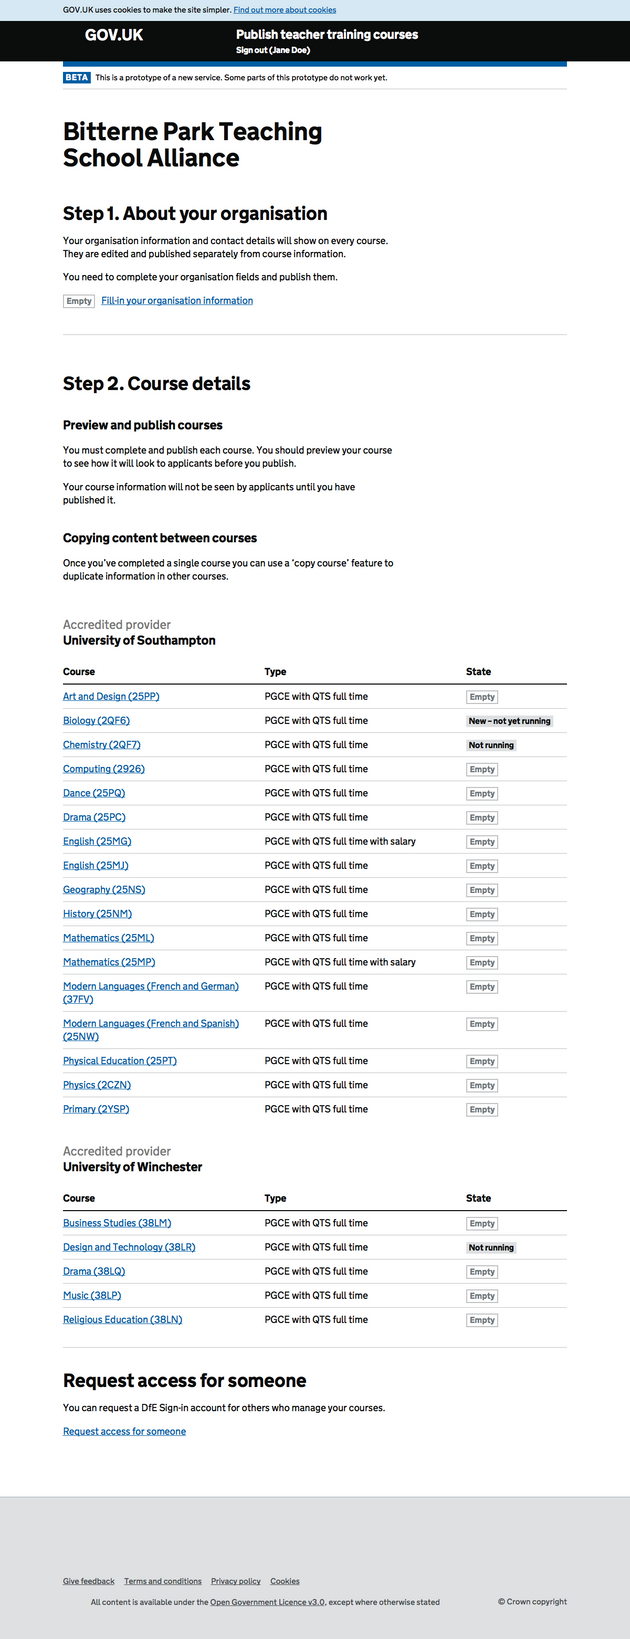 GOV.UK uses cookies to make the site simpler. Find out more about cookies
GOV.UK
Publish teacher training courses
Sign out (Jane Doe)
BETA This is a prototype of a new service. Some parts of this prototype do not work yet.
Bitterne Park Teaching
School Alliance
Step 1. About your organisation
Your organisation information and contact details will show on every course.
They are edited and published separately from course information.
You need to complete your organisation fields and publish them.
Empty Fill-in your organisation information
Step 2. Course details
Preview and publish courses
You must complete and publish each course. You should preview your course
to see how it will look to applicants before you publish.
Your course information will not be seen by applicants until you have
published it.
Copying content between courses
Once you’ve completed a single course you can use a ‘copy course’ feature to
duplicate information in other courses.
Accredited provider
University of Southampton
Course Type State
Art and Design (25PP) PGCE with QTS full time Empty
Biology (2QF6) PGCE with QTS full time New – not yet running
Chemistry (2QF7) PGCE with QTS full time Not running
Computing (2926) PGCE with QTS full time Empty
Dance (25PQ) PGCE with QTS full time Empty
Drama (25PC) PGCE with QTS full time Empty
English (25MG) PGCE with QTS full time with salary Empty
English (25MJ) PGCE with QTS full time Empty
Geography (25NS) PGCE with QTS full time Empty
History (25NM) PGCE with QTS full time Empty
Mathematics (25ML) PGCE with QTS full time Empty
Mathematics (25MP) PGCE with QTS full time with salary Empty
Modern Languages (French and German) PGCE with QTS full time Empty
(37FV)
Modern Languages (French and Spanish) PGCE with QTS full time Empty
(25NW)
Physical Education (25PT) PGCE with QTS full time Empty
Physics (2CZN) PGCE with QTS full time Empty
Primary (2YSP) PGCE with QTS full time Empty
Accredited provider
University of Winchester
Course Type State
Business Studies (38LM) PGCE with QTS full time Empty
Design and Technology (38LR) PGCE with QTS full time Not running
Drama (38LQ) PGCE with QTS full time Empty
Music (38LP) PGCE with QTS full time Empty
Religious Education (38LN) PGCE with QTS full time Empty
Request access for someone
You can request a DfE Sign-in account for others who manage your courses.
Request access for someone
Give feedback Terms and conditions Privacy policy Cookies
All content is available under the Open Government Licence v3.0, except where otherwise stated © Crown copyright